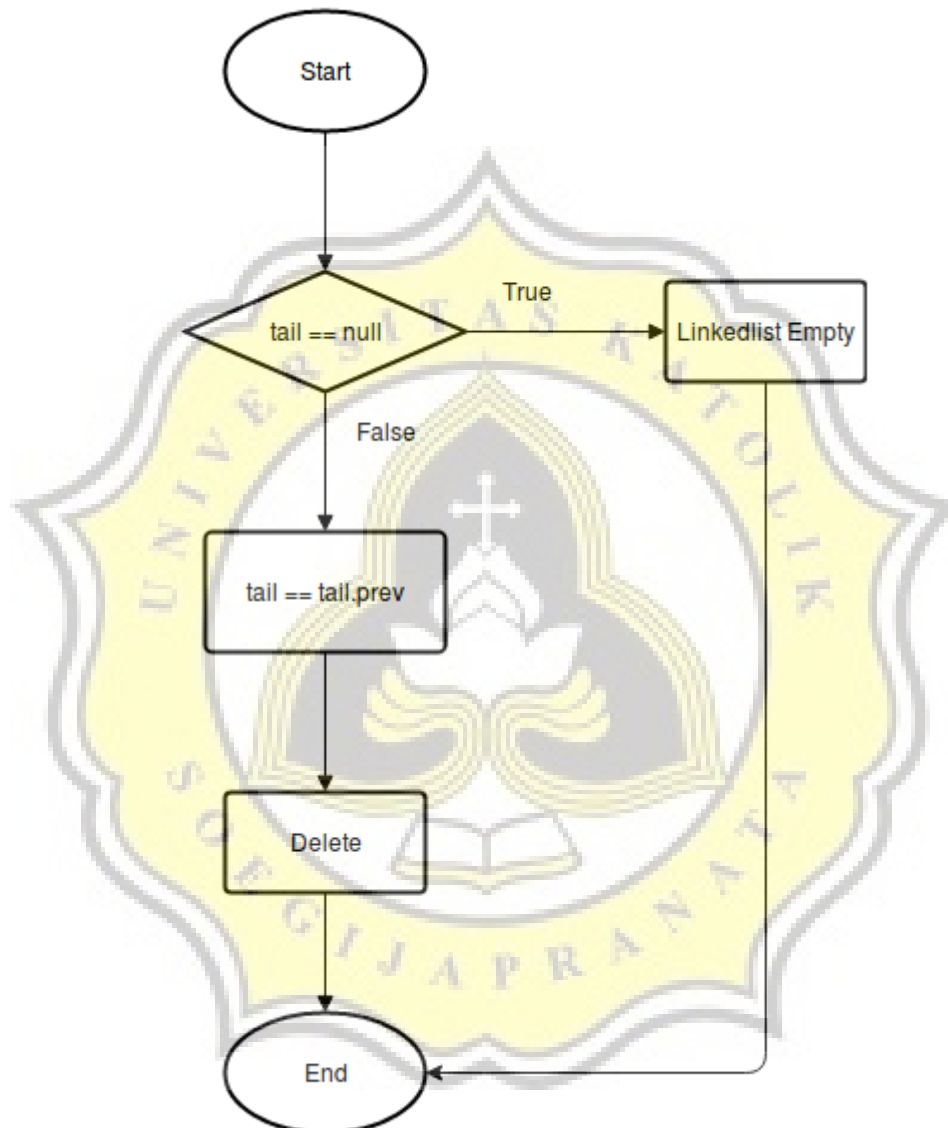 Start
True
tail == null
Linkedlist Empty
False
tail == tail.prev
Delete
End
UNIVERSITAS KATOLIK
SOEGIJAPRANATA